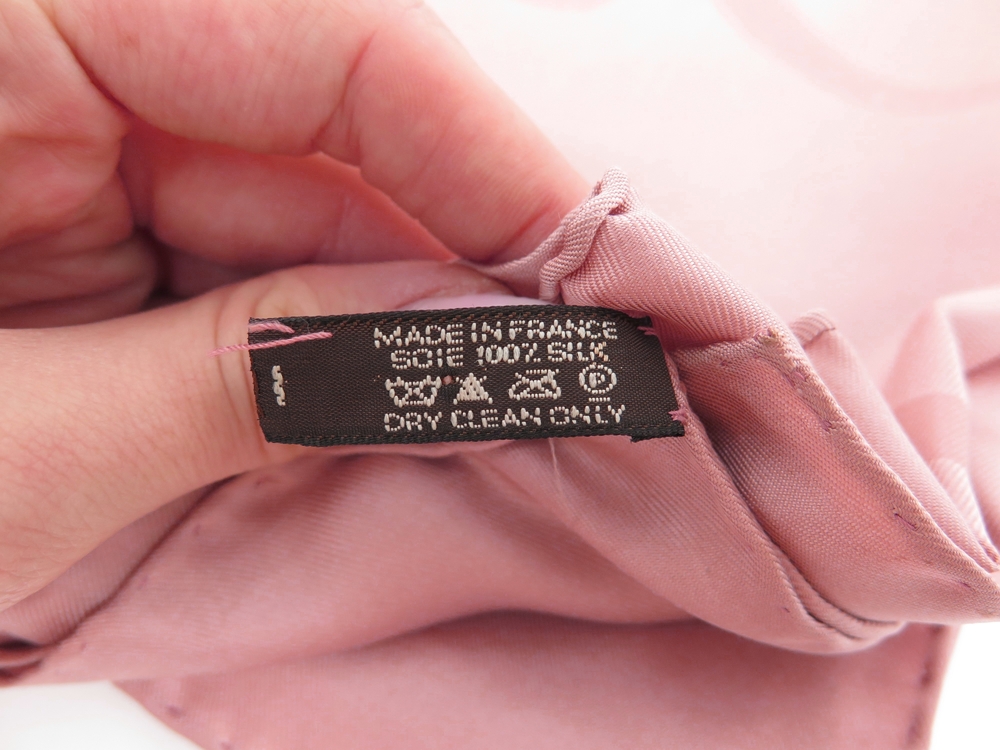 MADE IN FRANCE
SOIE 100% SILK
P
DRY CLEAN ONLY